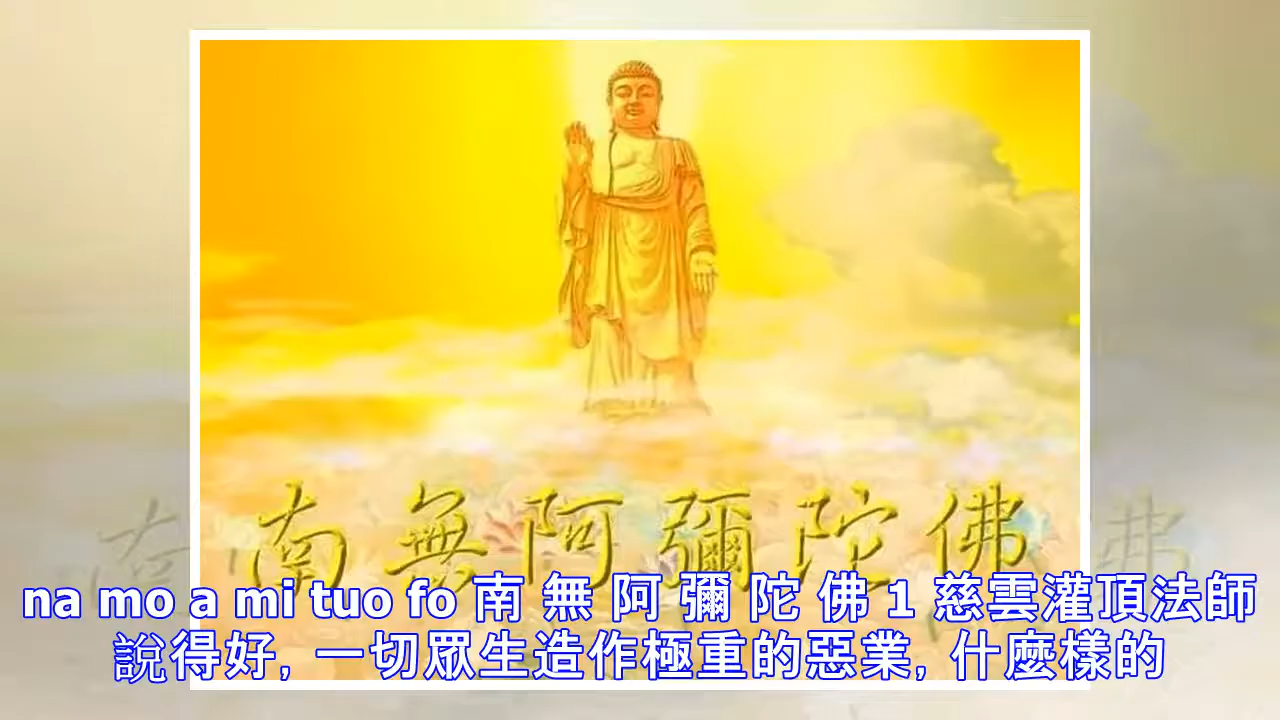 南無阿彌陀佛
na mo a mi tuo fo 南 無 阿 彌 陀 佛 1 慈雲灌頂法師
說得好, 一切眾生造作極重的惡業, 什麼樣的